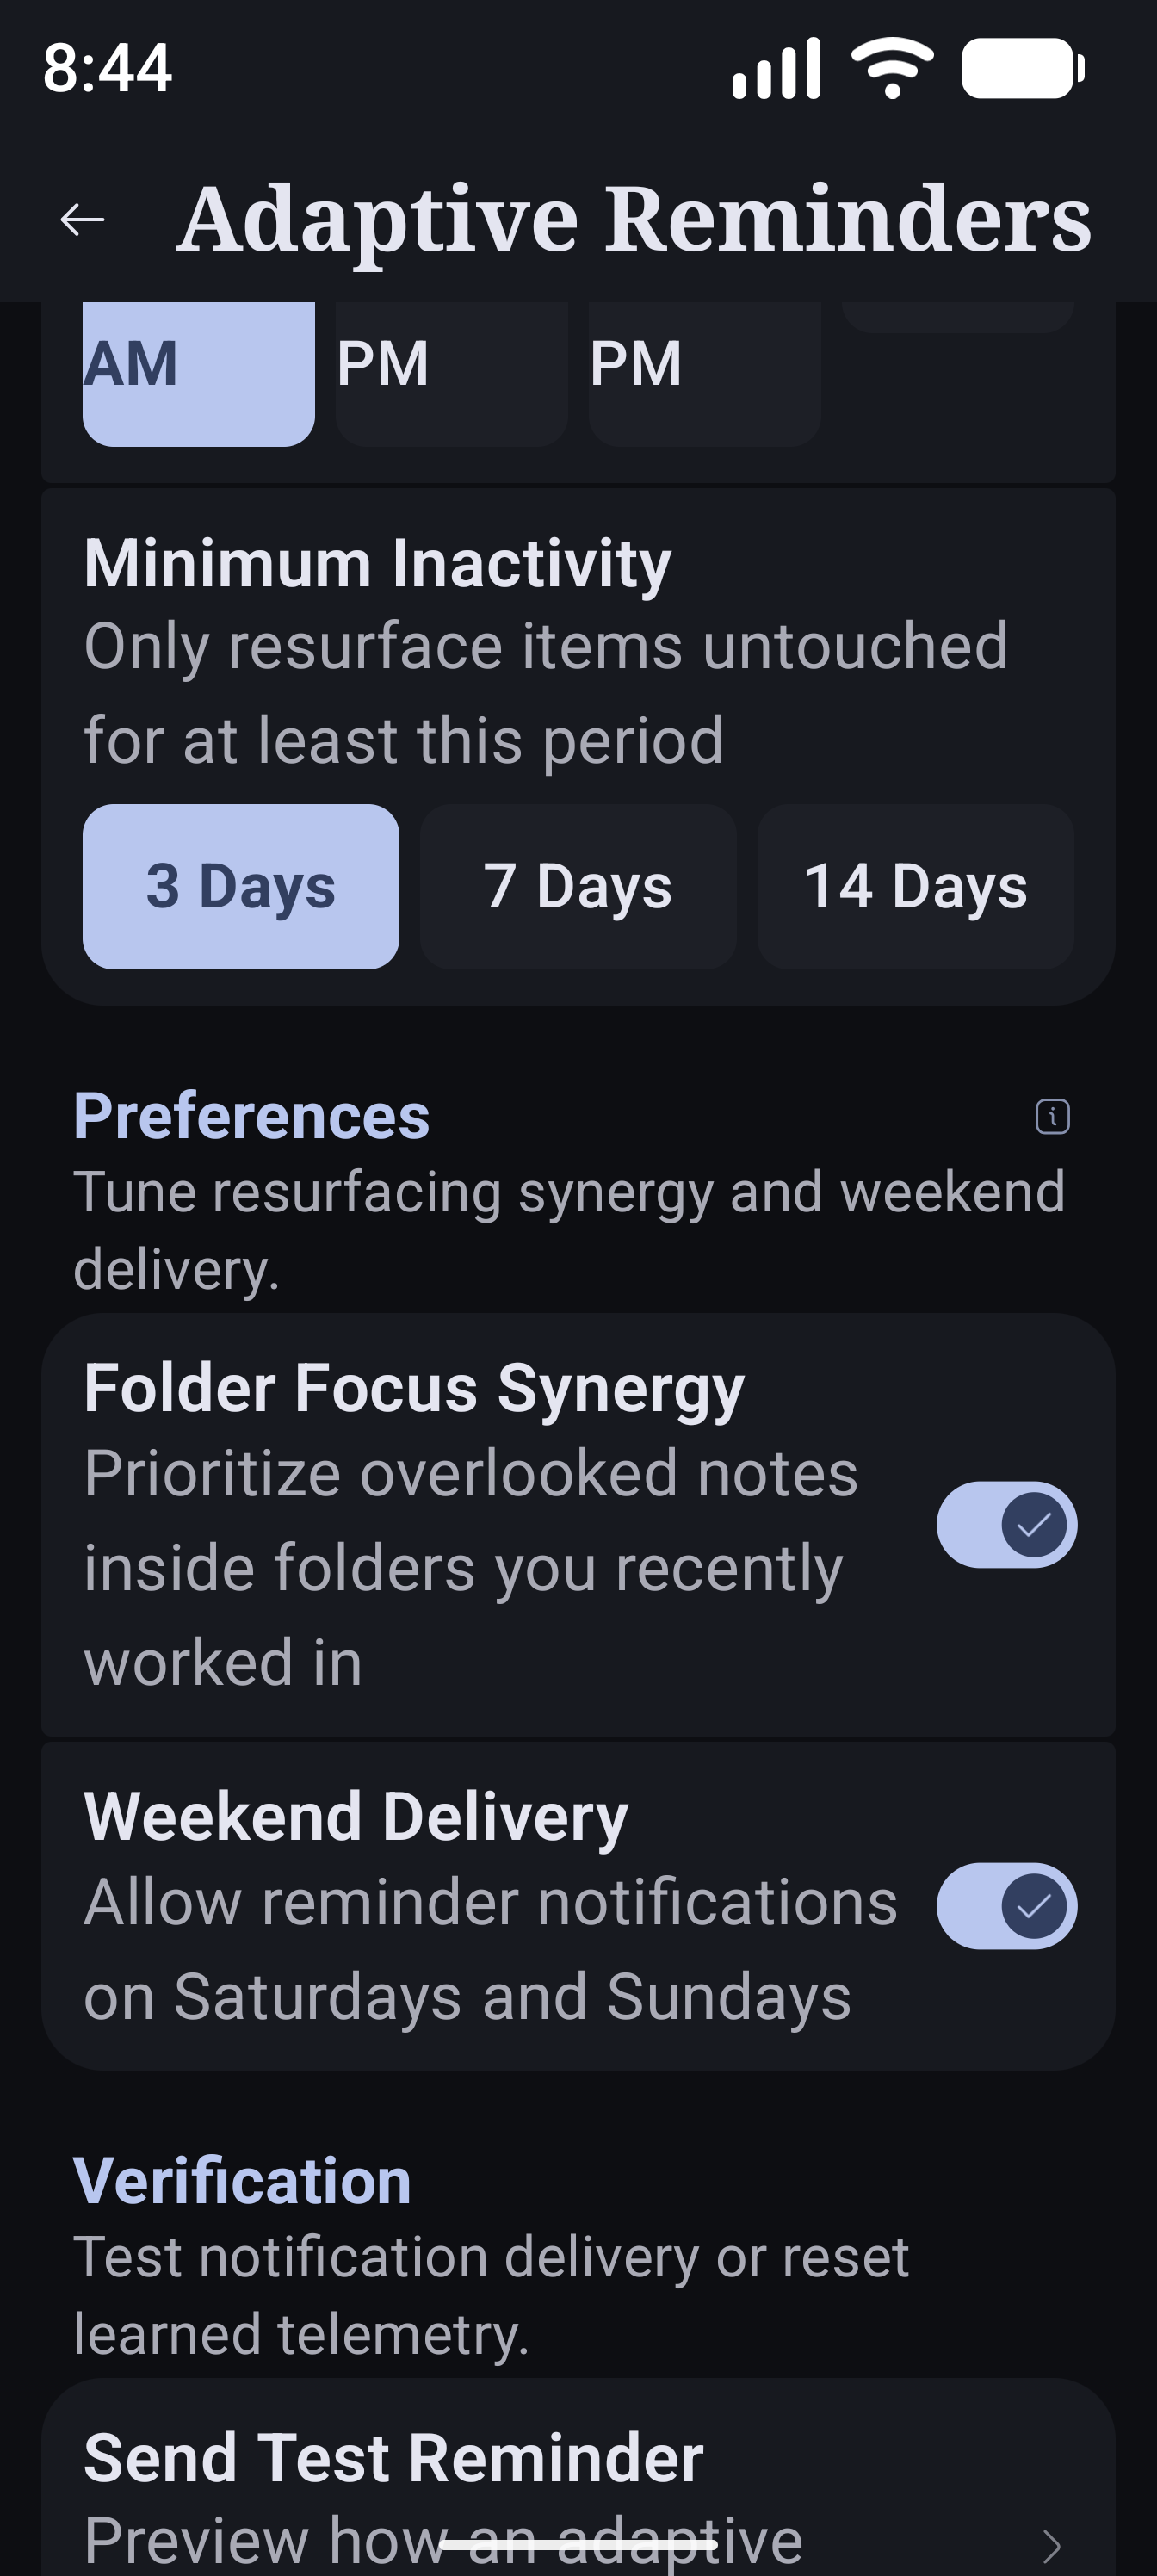 8:44
Adaptive Reminders
AM
PM
PM
Minimum Inactivity
Only resurface items untouched
for at least this period
3 Days
7 Days
14 Days
Preferences
Tune resurfacing synergy and weekend
delivery.
Folder Focus Synergy
Prioritize overlooked notes
inside folders you recently
worked in
Weekend Delivery
Allow reminder notifications
on Saturdays and Sundays
Verification
Test notification delivery or reset
learned telemetry.
Send Test Reminder
Preview how an adaptive